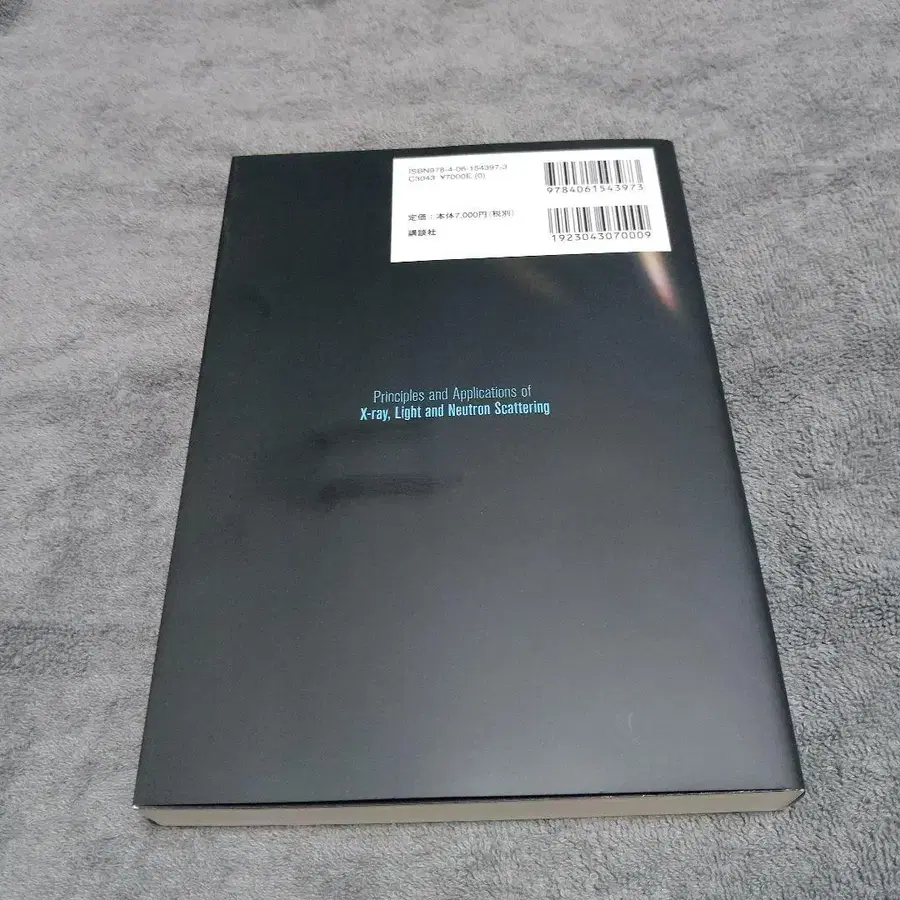 ISBN978-4-06-154397-3
C3043 ¥7000E (0)
定価：本体7,000円（税別）
講談社
9784061543973
1923043070009
Principles and Applications of
X-ray, Light and Neutron Scattering